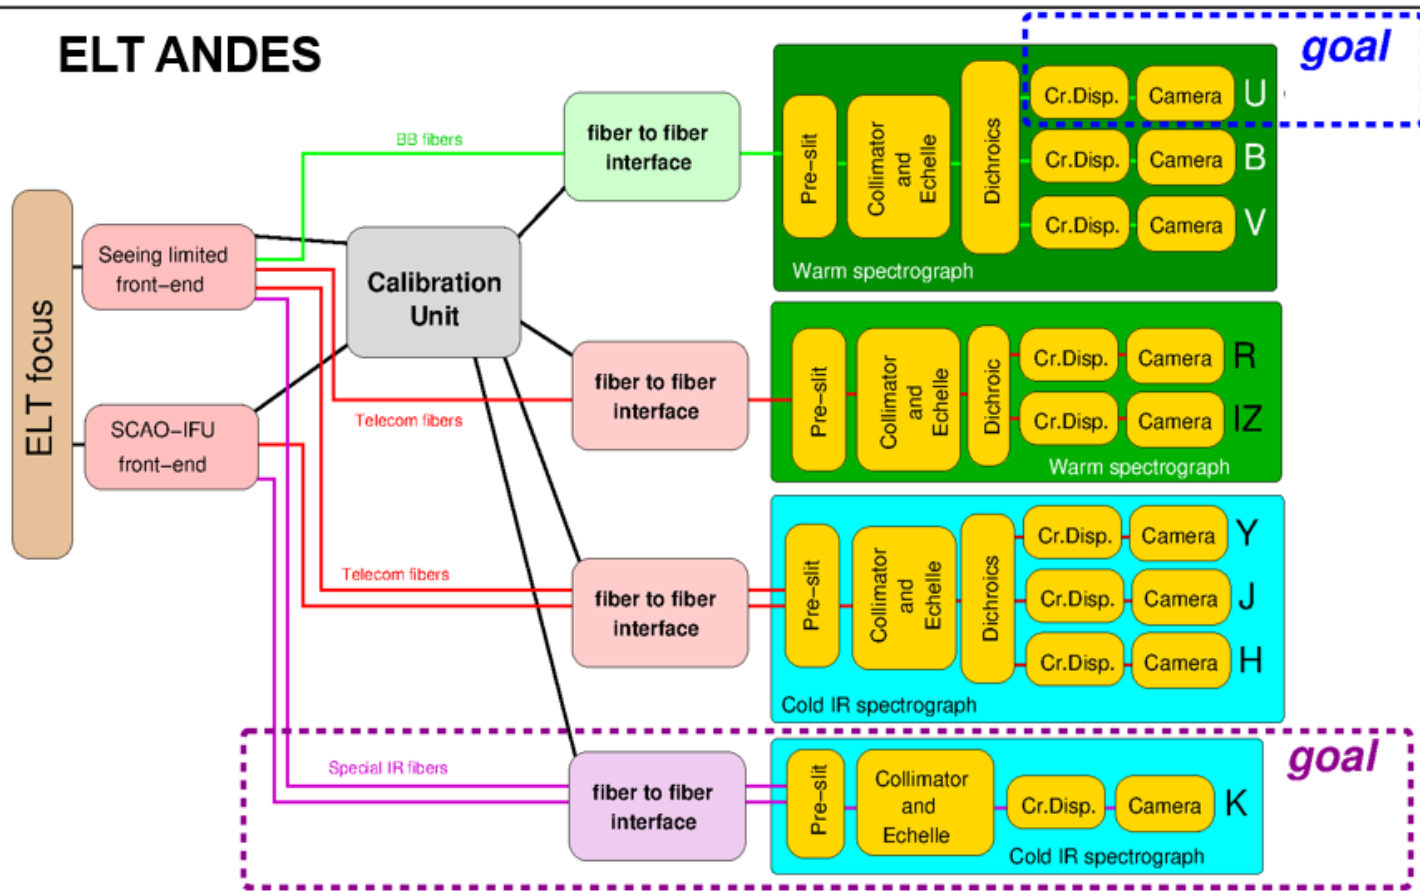 ELT ANDES
goal
BB fibers
fiber to fiber
interface
Pre-slit
Collimator
and
Echelle
Dichroics
Cr.Disp.
Camera
U
Cr.Disp.
Camera
B
Cr.Disp.
Camera
V
Warm spectrograph
ELT focus
Seeing limited
front-end
SCAO-IFU
front-end
Calibration
Unit
Telecom fibers
fiber to fiber
interface
Pre-slit
Collimator
and
Echelle
Dichroic
Cr.Disp.
Camera
R
Cr.Disp.
Camera
IZ
Warm spectrograph
Telecom fibers
fiber to fiber
interface
Pre-slit
Collimator
and
Echelle
Dichroics
Cr.Disp.
Camera
Y
Cr.Disp.
Camera
J
Cr.Disp.
Camera
H
Cold IR spectrograph
goal
Special IR fibers
fiber to fiber
interface
Pre-slit
Collimator
and
Echelle
Cr.Disp.
Camera
K
Cold IR spectrograph